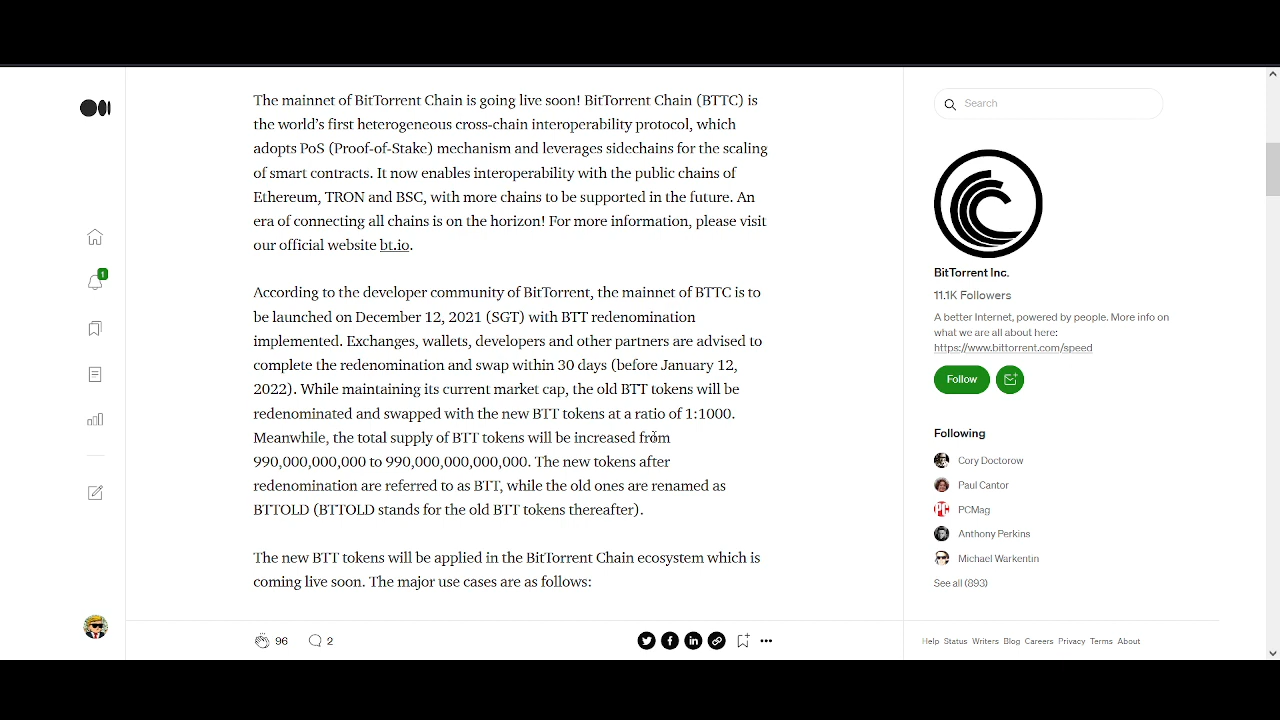 The mainnet of BitTorrent Chain is going live soon! BitTorrent Chain (BTTC) is
the world’s first heterogeneous cross-chain interoperability protocol, which
adopts PoS (Proof-of-Stake) mechanism and leverages sidechains for the scaling
of smart contracts. It now enables interoperability with the public chains of
Ethereum, TRON and BSC, with more chains to be supported in the future. An
era of connecting all chains is on the horizon! For more information, please visit
our official website bt.io.
According to the developer community of BitTorrent, the mainnet of BTTC is to
be launched on December 12, 2021 (SGT) with BTT redenomination
implemented. Exchanges, wallets, developers and other partners are advised to
complete the redenomination and swap within 30 days (before January 12,
2022). While maintaining its current market cap, the old BTT tokens will be
redenominated and swapped with the new BTT tokens at a ratio of 1:1000.
Meanwhile, the total supply of BTT tokens will be increased from
990,000,000,000 to 990,000,000,000,000. The new tokens after
redenomination are referred to as BTT, while the old ones are renamed as
BTTOLD (BTTOLD stands for the old BTT tokens thereafter).
The new BTT tokens will be applied in the BitTorrent Chain ecosystem which is
coming live soon. The major use cases are as follows:
96
2
1
Search
BitTorrent Inc.
11.1K Followers
A better Internet, powered by people. More info on
what we are all about here:
https://www.bittorrent.com/speed
Follow
Following
Cory Doctorow
Paul Cantor
PC
PCMag
Anthony Perkins
Michael Warkentin
See all (893)
Help Status Writers Blog Careers Privacy Terms About